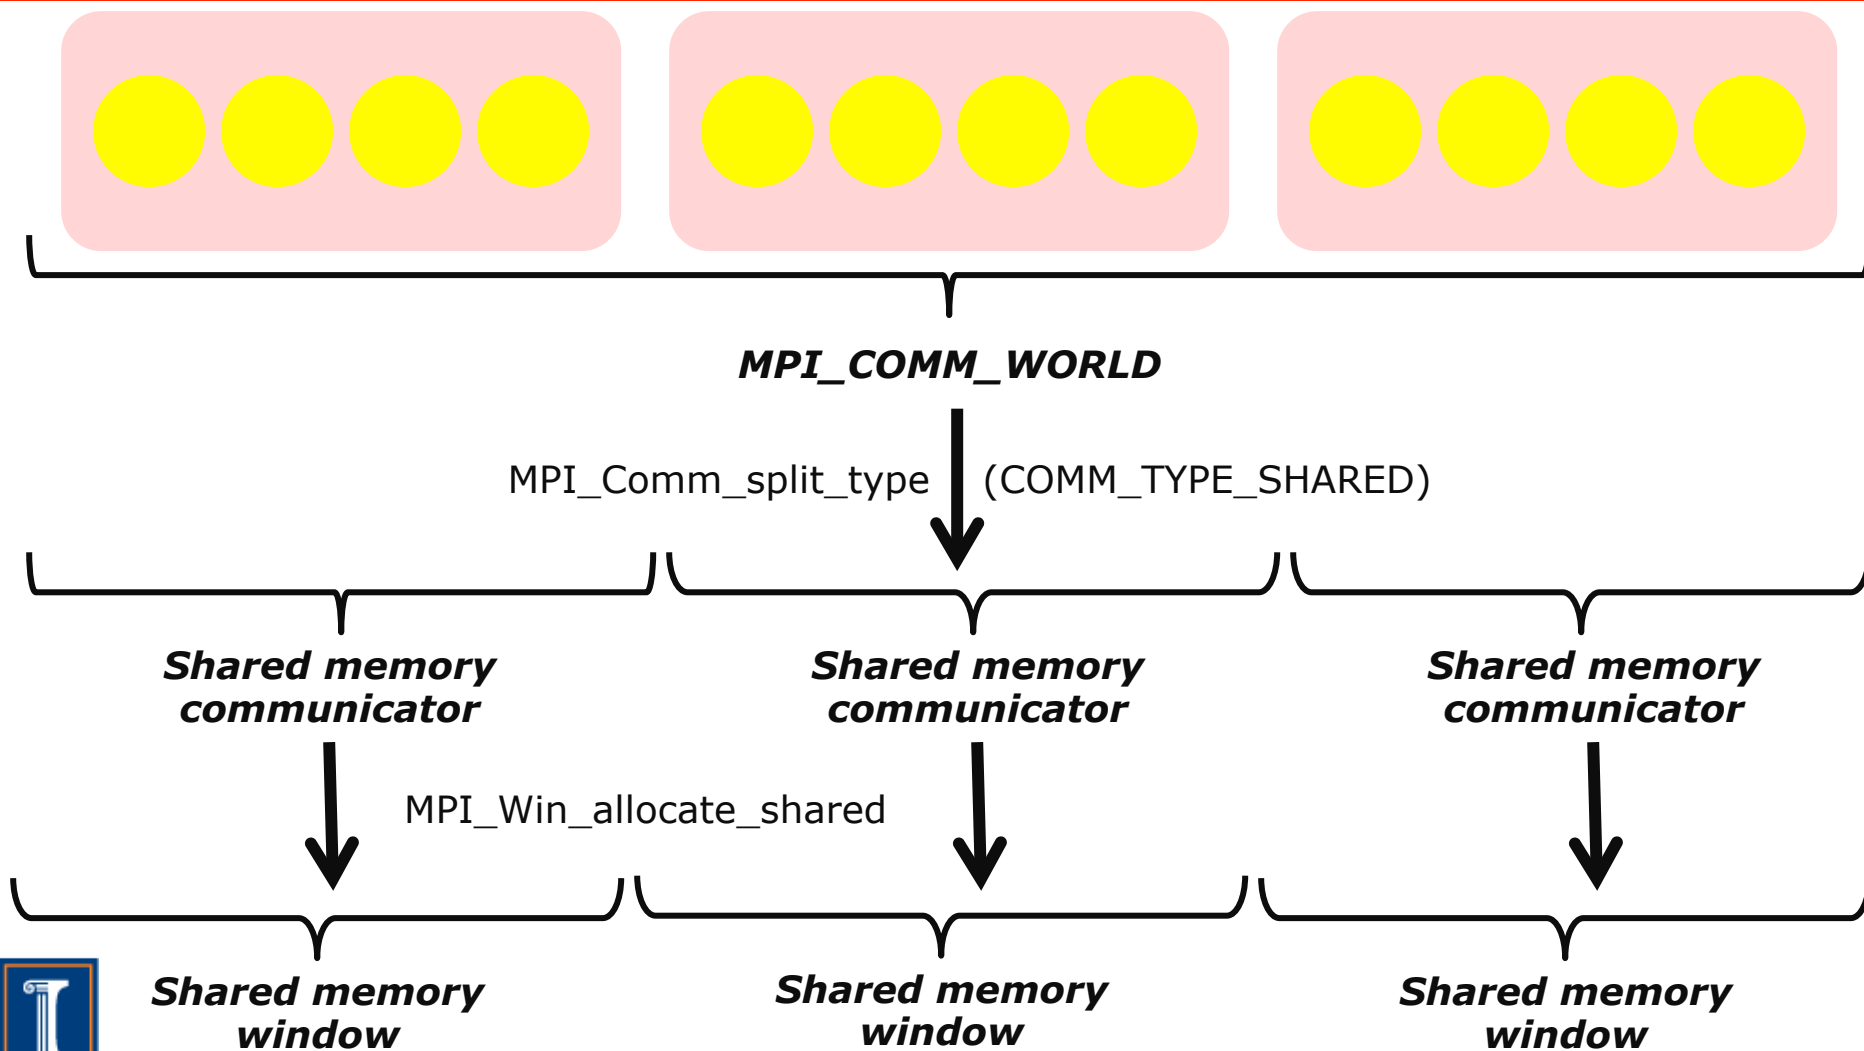 MPI_COMM_WORLD
MPI_Comm_split_type (COMM_TYPE_SHARED)
Shared memory
communicator
Shared memory
communicator
Shared memory
communicator
MPI_Win_allocate_shared
Shared memory
window
Shared memory
window
Shared memory
window